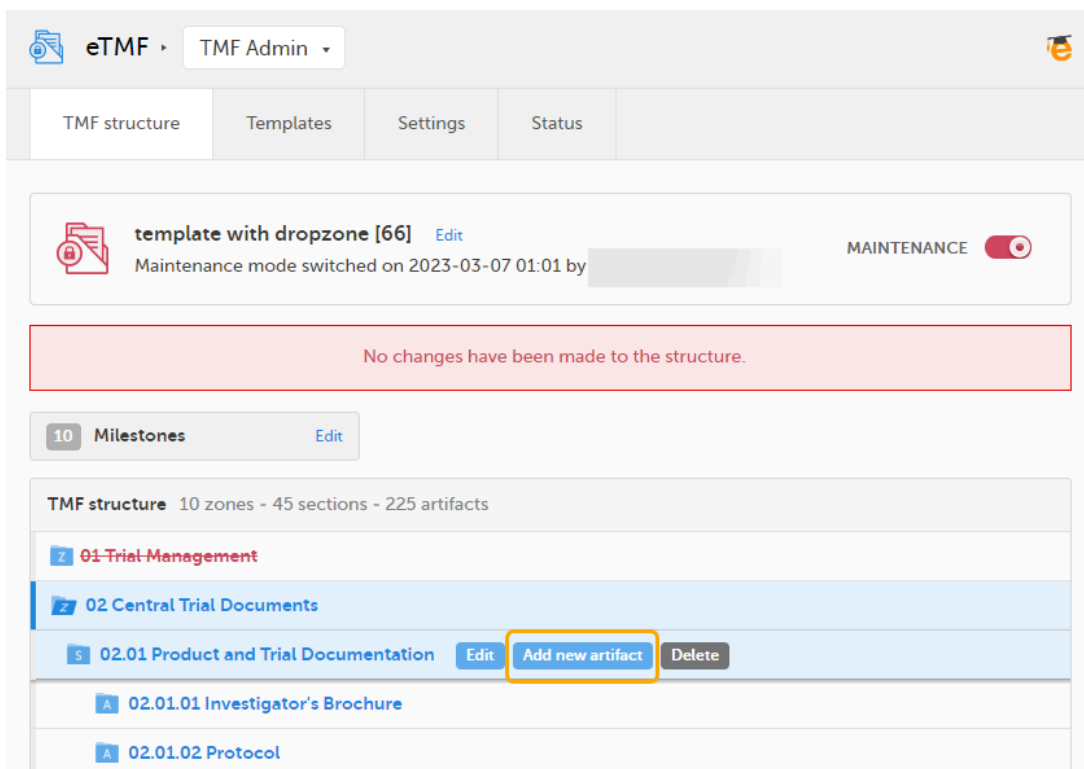 eTMF TMF Admin
TMF structure Templates Settings Status
template with dropzone [66] Edit
Maintenance mode switched on 2023-03-07 01:01 by
MAINTENANCE
No changes have been made to the structure.
10 Milestones Edit
TMF structure 10 zones - 45 sections - 225 artifacts
Z 01 Trial Management
Z 02 Central Trial Documents
S 02.01 Product and Trial Documentation Edit Add new artifact Delete
A 02.01.01 Investigator's Brochure
A 02.01.02 Protocol